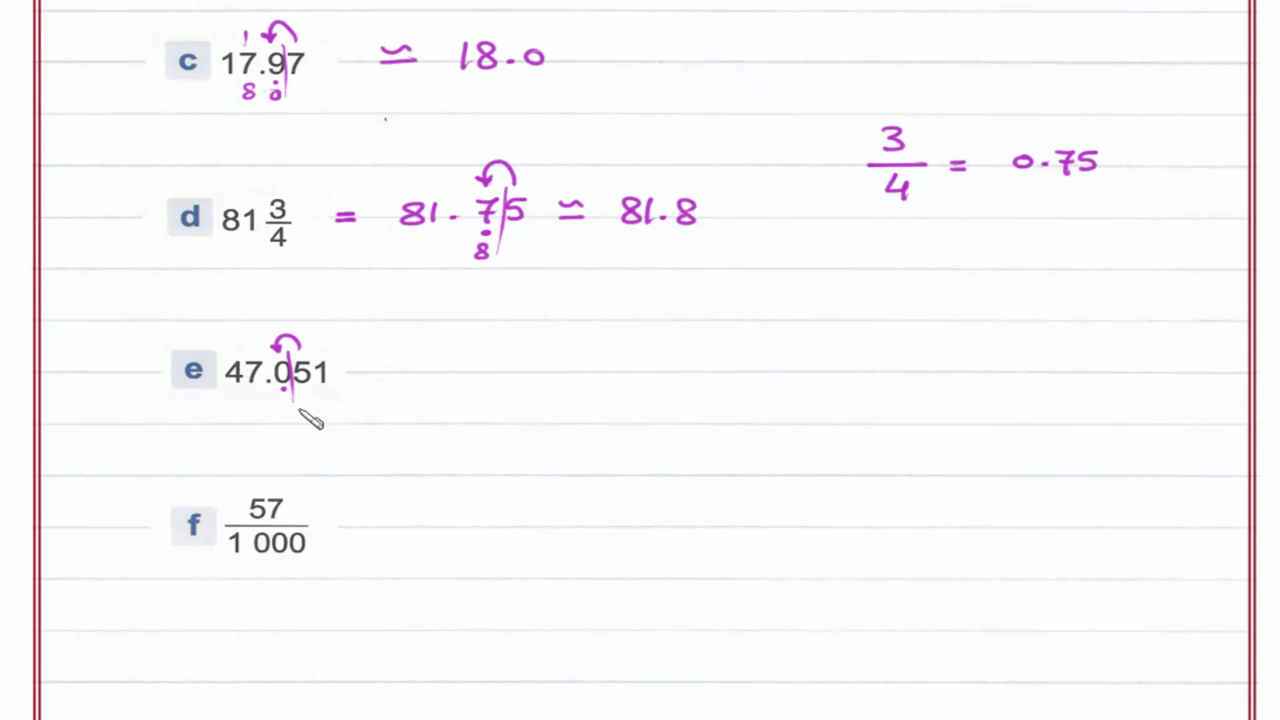 1
c 17.97 ≃ 18.0
8 0
3/4 = 0.75
d 81 3/4 = 81.75 ≃ 81.8
8
e 47.051
f 57/1 000